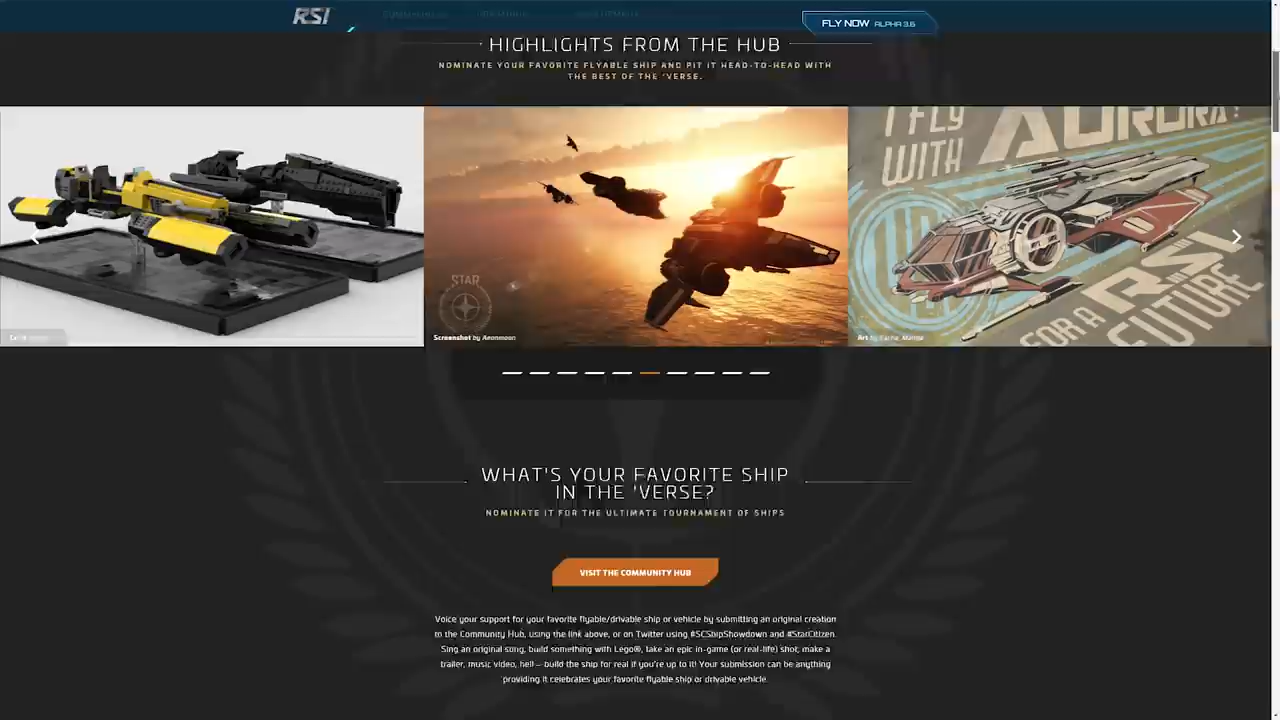 RSI
FLY NOW ALPHA 3.6
HIGHLIGHTS FROM THE HUB
NOMINATE YOUR FAVORITE FLYABLE SHIP AND PIT IT HEAD-TO-HEAD WITH
THE BEST OF THE 'VERSE.
STAR
Screenshot by Aeonmoon
I FLY
WITH AURORA!
FOR A RSI
FUTURE
WHAT'S YOUR FAVORITE SHIP
IN THE 'VERSE?
NOMINATE IT FOR THE ULTIMATE TOURNAMENT OF SHIPS
VISIT THE COMMUNITY HUB
Voice your support for your favorite flyable/drivable ship or vehicle by submitting an original creation
to the Community Hub, using the link above, or on Twitter using #SCShipShowdown and #StarCitizen.
Sing an original song, build something with Lego®, take an epic in-game (or real-life) shot, make a
trailer, music video, hell – build the ship for real if you're up to it! Your submission can be anything
providing it celebrates your favorite flyable ship or drivable vehicle.